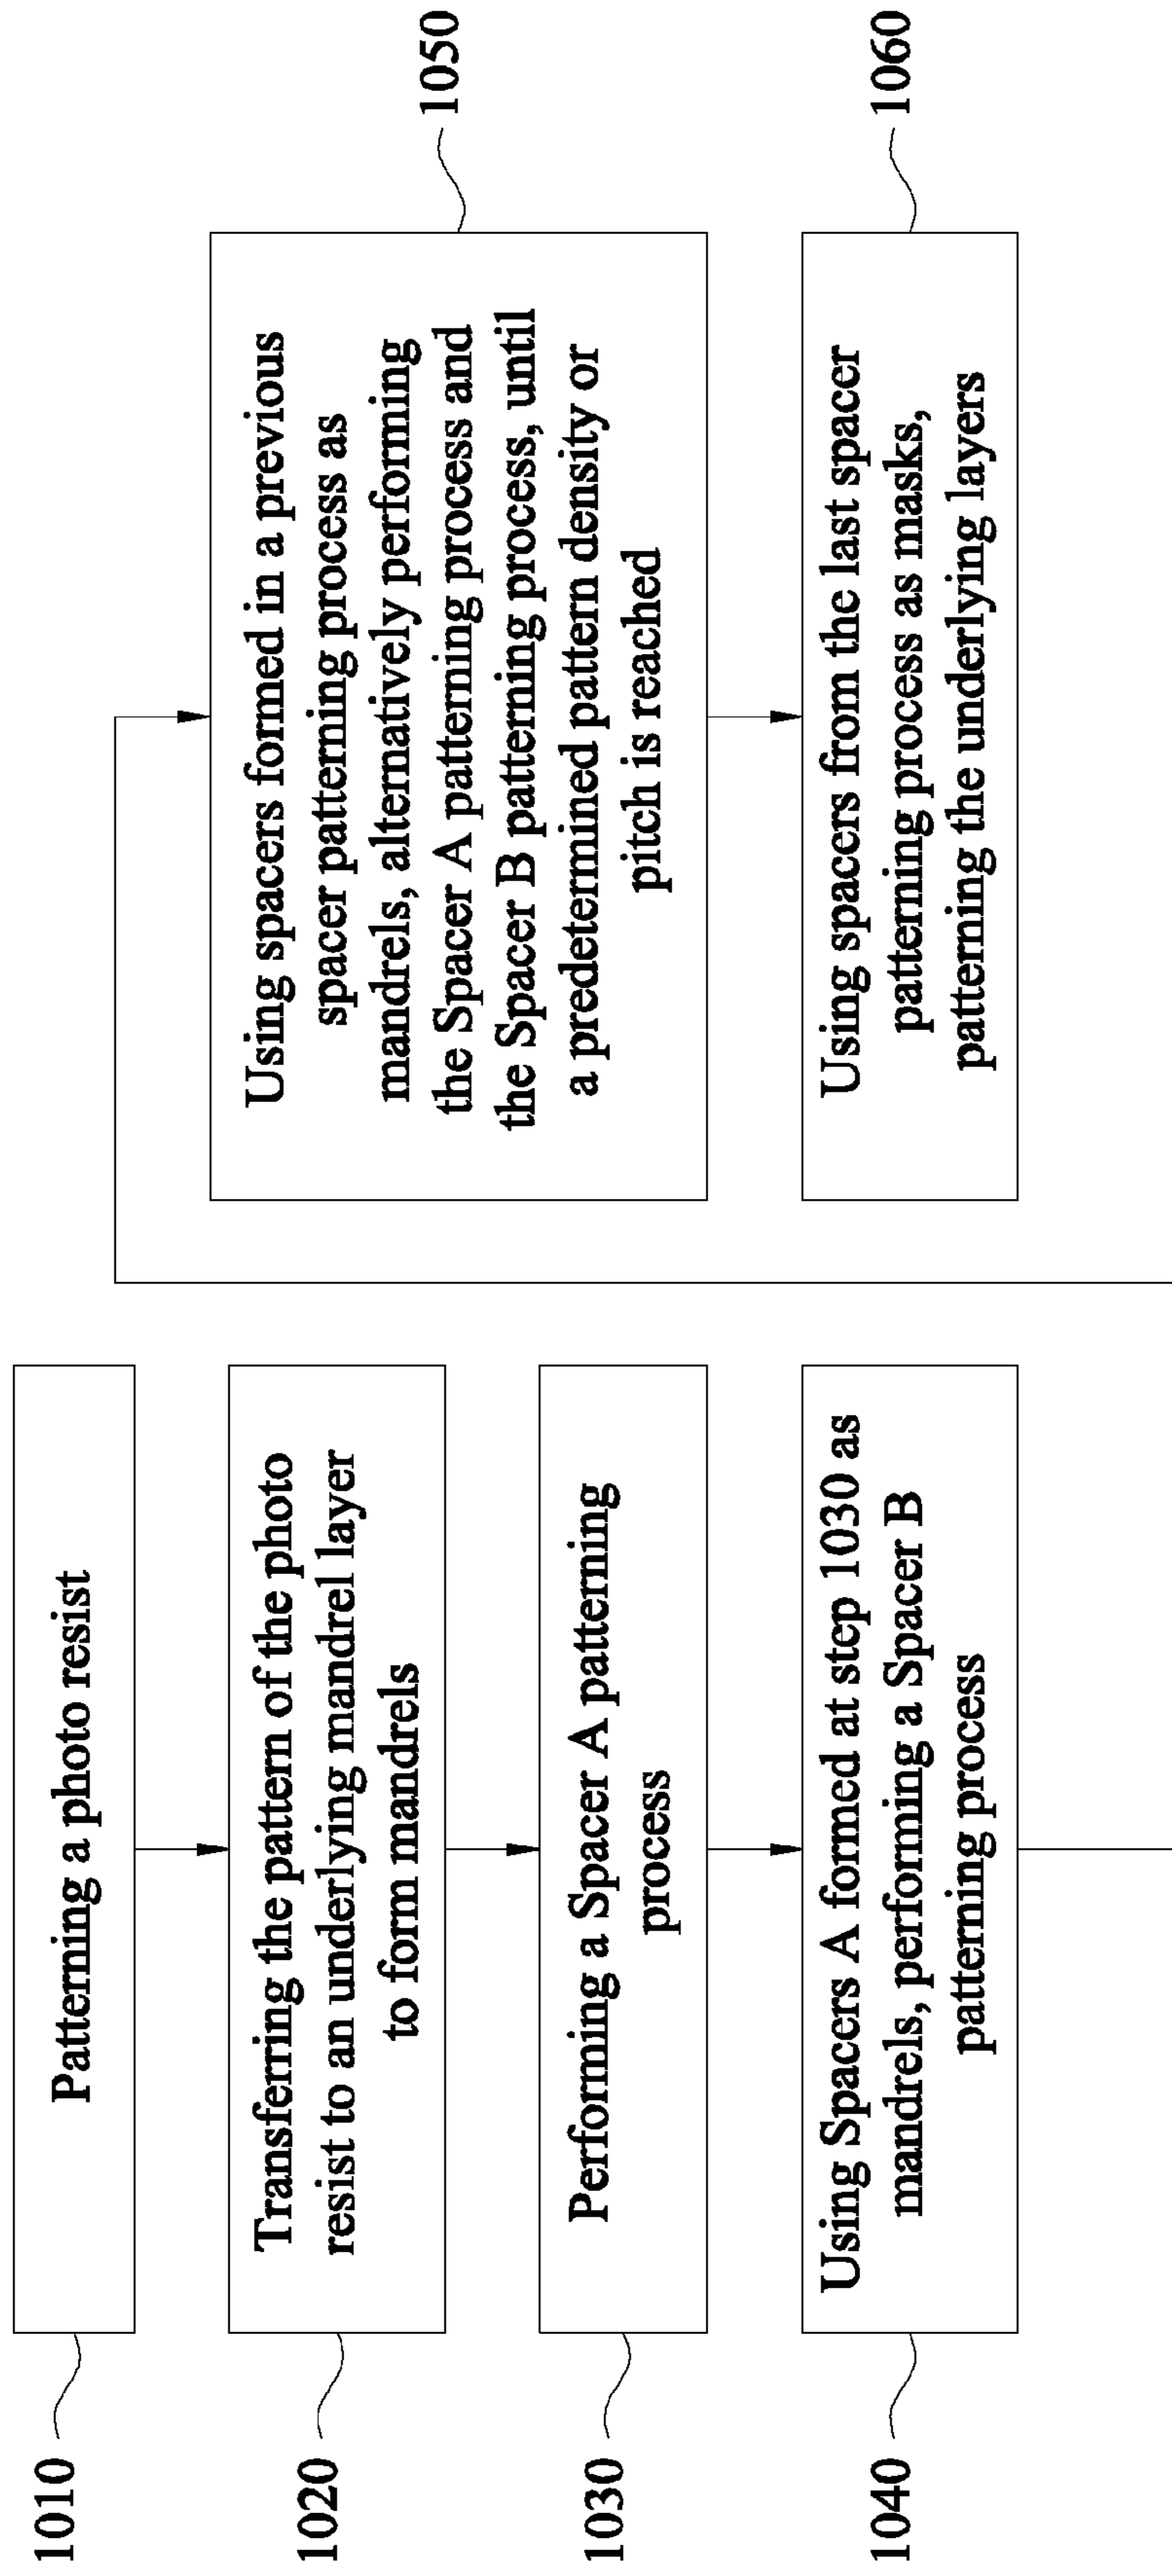 1010
Patterning a photo resist
1020
Transferring the pattern of the photo
resist to an underlying mandrel layer
to form mandrels
1030
Performing a Spacer A patterning
process
1040
Using Spacers A formed at step 1030 as
mandrels, performing a Spacer B
patterning process
1050
Using spacers formed in a previous
spacer patterning process as
mandrels, alternatively performing
the Spacer A patterning process and
the Spacer B patterning process, until
a predetermined pattern density or
pitch is reached
1060
Using spacers from the last spacer
patterning process as masks,
patterning the underlying layers